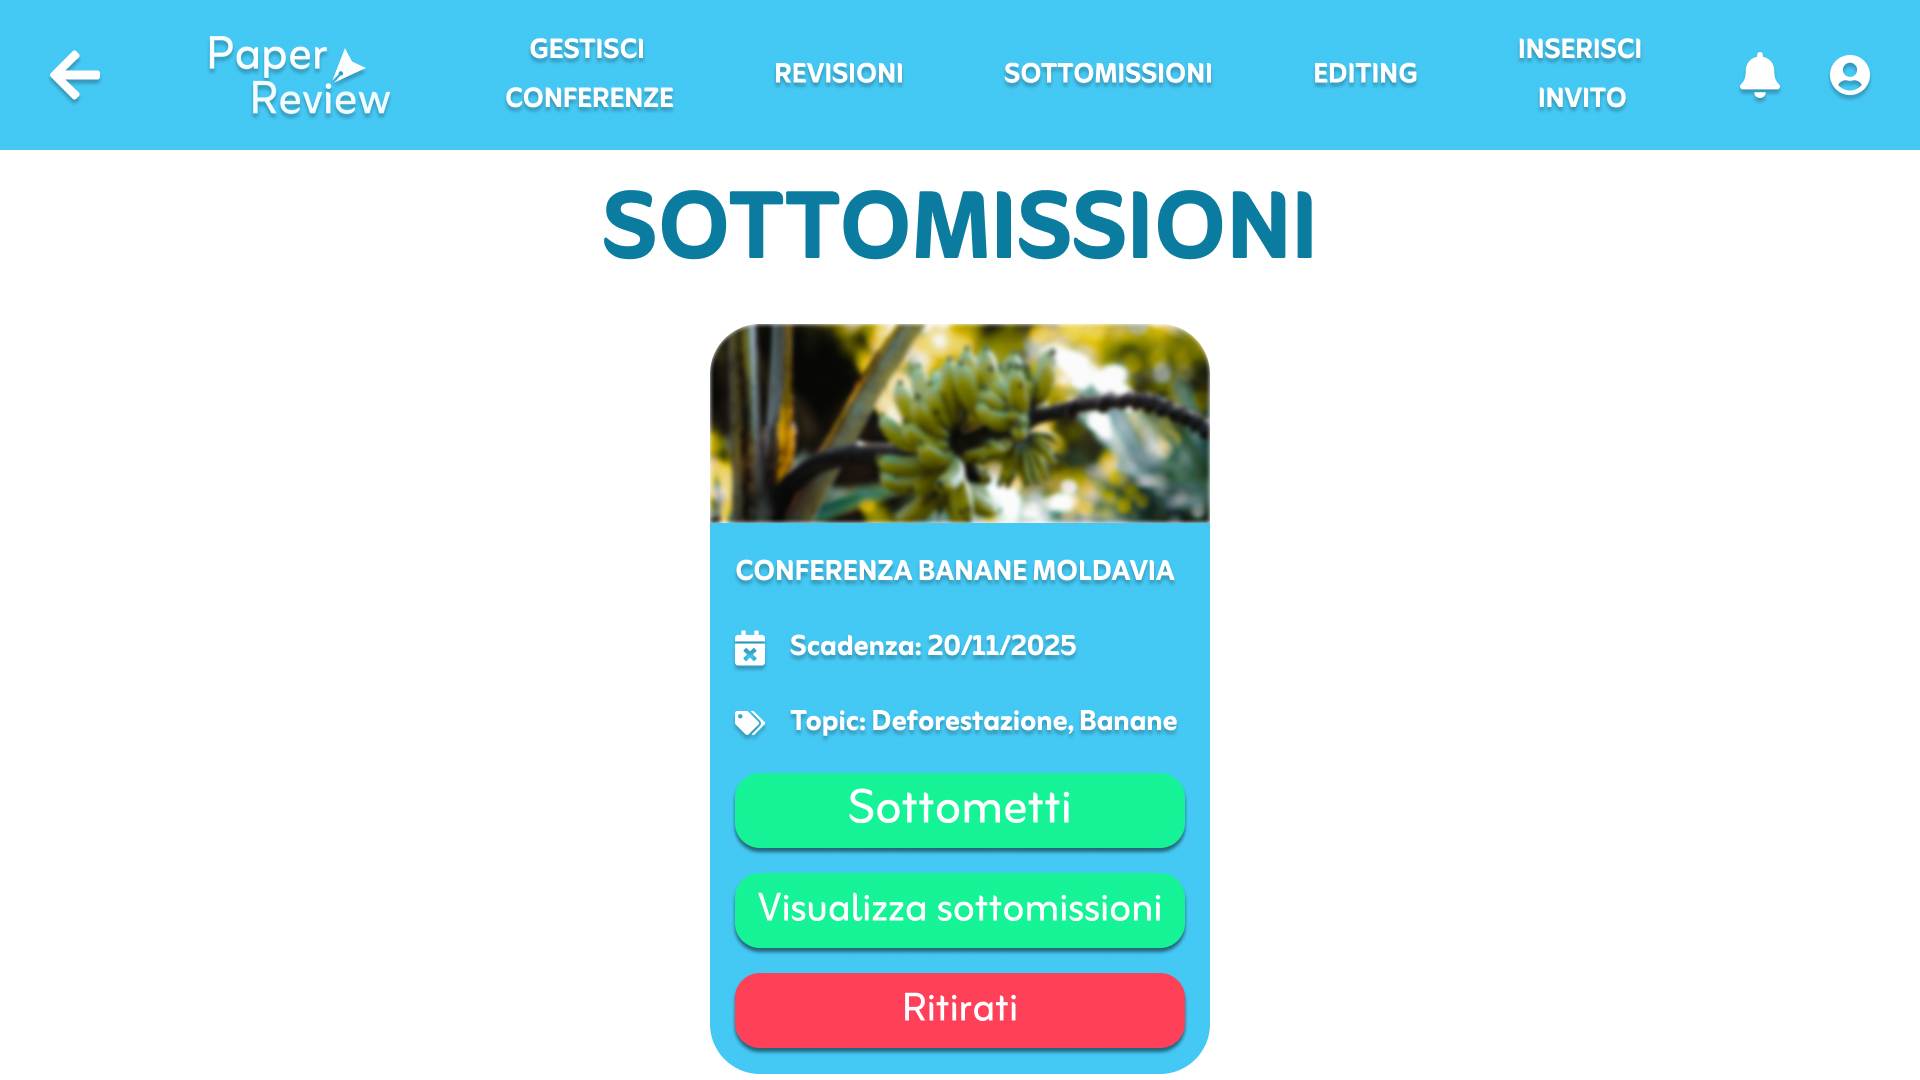 Paper
Review
GESTISCI
CONFERENZE
REVISIONI
SOTTOMISSIONI
EDITING
INSERISCI
INVITO
SOTTOMISSIONI
CONFERENZA BANANE MOLDAVIA
Scadenza: 20/11/2025
Topic: Deforestazione, Banane
Sottometti
Visualizza sottomissioni
Ritirati